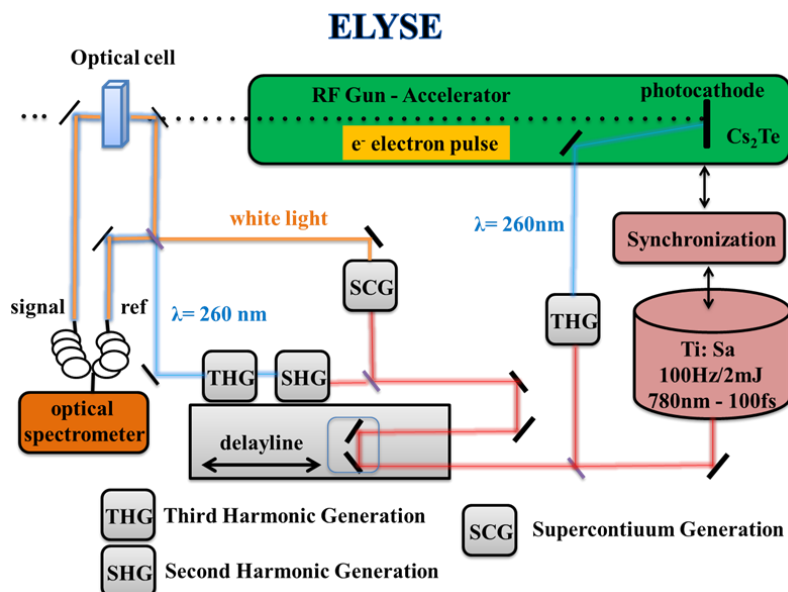 ELYSE
Optical cell
RF Gun - Accelerator
photocathode
e- electron pulse
Cs₂Te
white light
λ= 260nm
Synchronization
SCG
signal
ref
λ= 260 nm
THG
Ti: Sa
100Hz/2mJ
780nm - 100fs
THG
SHG
optical
spectrometer
delayline
THG
Third Harmonic Generation
SCG
Supercontiuum Generation
SHG
Second Harmonic Generation